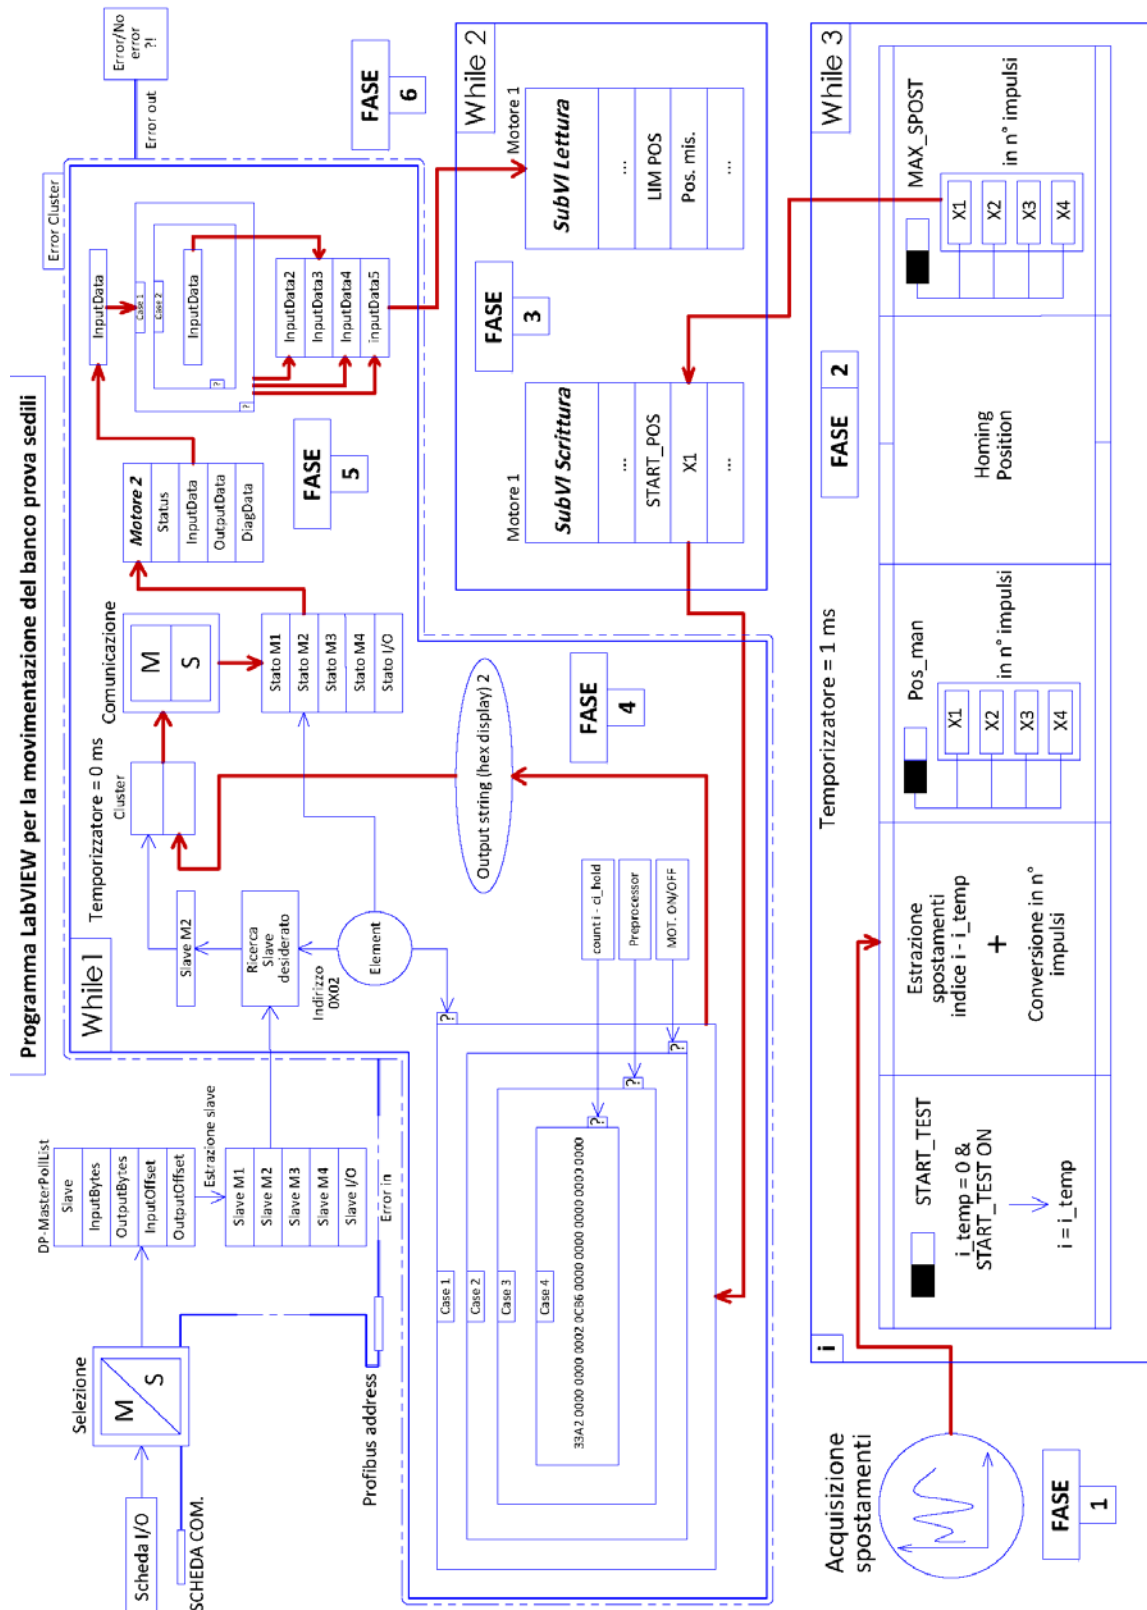 Programma LabVIEW per la movimentazione del banco prova sedili
Scheda I/O
SCHEDA COM.
Selezione
M
S
Profibus address
DP-MasterPollList
Slave
InputBytes
OutputBytes
InputOffset
OutputOffset
Estrazione slave
Slave M1
Slave M2
Slave M3
Slave M4
Slave I/O
Error in
While1
Temporizzatore = 0 ms
Slave M2
Ricerca
Slave
desiderato
Indirizzo
0X02
Element
Cluster
Comunicazione
M
S
Stato M1
Stato M2
Stato M3
Stato M4
Stato I/O
Motore 2
Status
InputData
OutputData
DiagData
InputData
Case 1
Case 2
InputData
?
?
InputData2
InputData3
InputData4
inputData5
Error Cluster
Error out
Error/No
error
?!
FASE
5
FASE
6
Case 1
Case 2
Case 3
Case 4
33A2 0000 0000 0002 0CB6 0000 0000 0000 0000 0000
?
?
?
?
count i - ci_hold
Preprocessor
MOT. ON/OFF
Output string (hex display) 2
FASE
4
While 2
Motore 1
SubVI Scrittura
...
START_POS
X1
...
FASE
3
Motore 1
SubVI Lettura
...
LIM POS
Pos. mis.
...
Acquisizione
spostamenti
FASE
1
While 3
i
Temporizzatore = 1 ms
FASE 2
START_TEST
i_temp = 0 &
START_TEST ON
i = i_temp
Estrazione
spostamenti
indice i - i_temp
+
Conversione in n°
impulsi
Pos_man
X1
X2
X3
X4
in n° impulsi
Homing
Position
MAX_SPOST
X1
X2
X3
X4
in n° impulsi